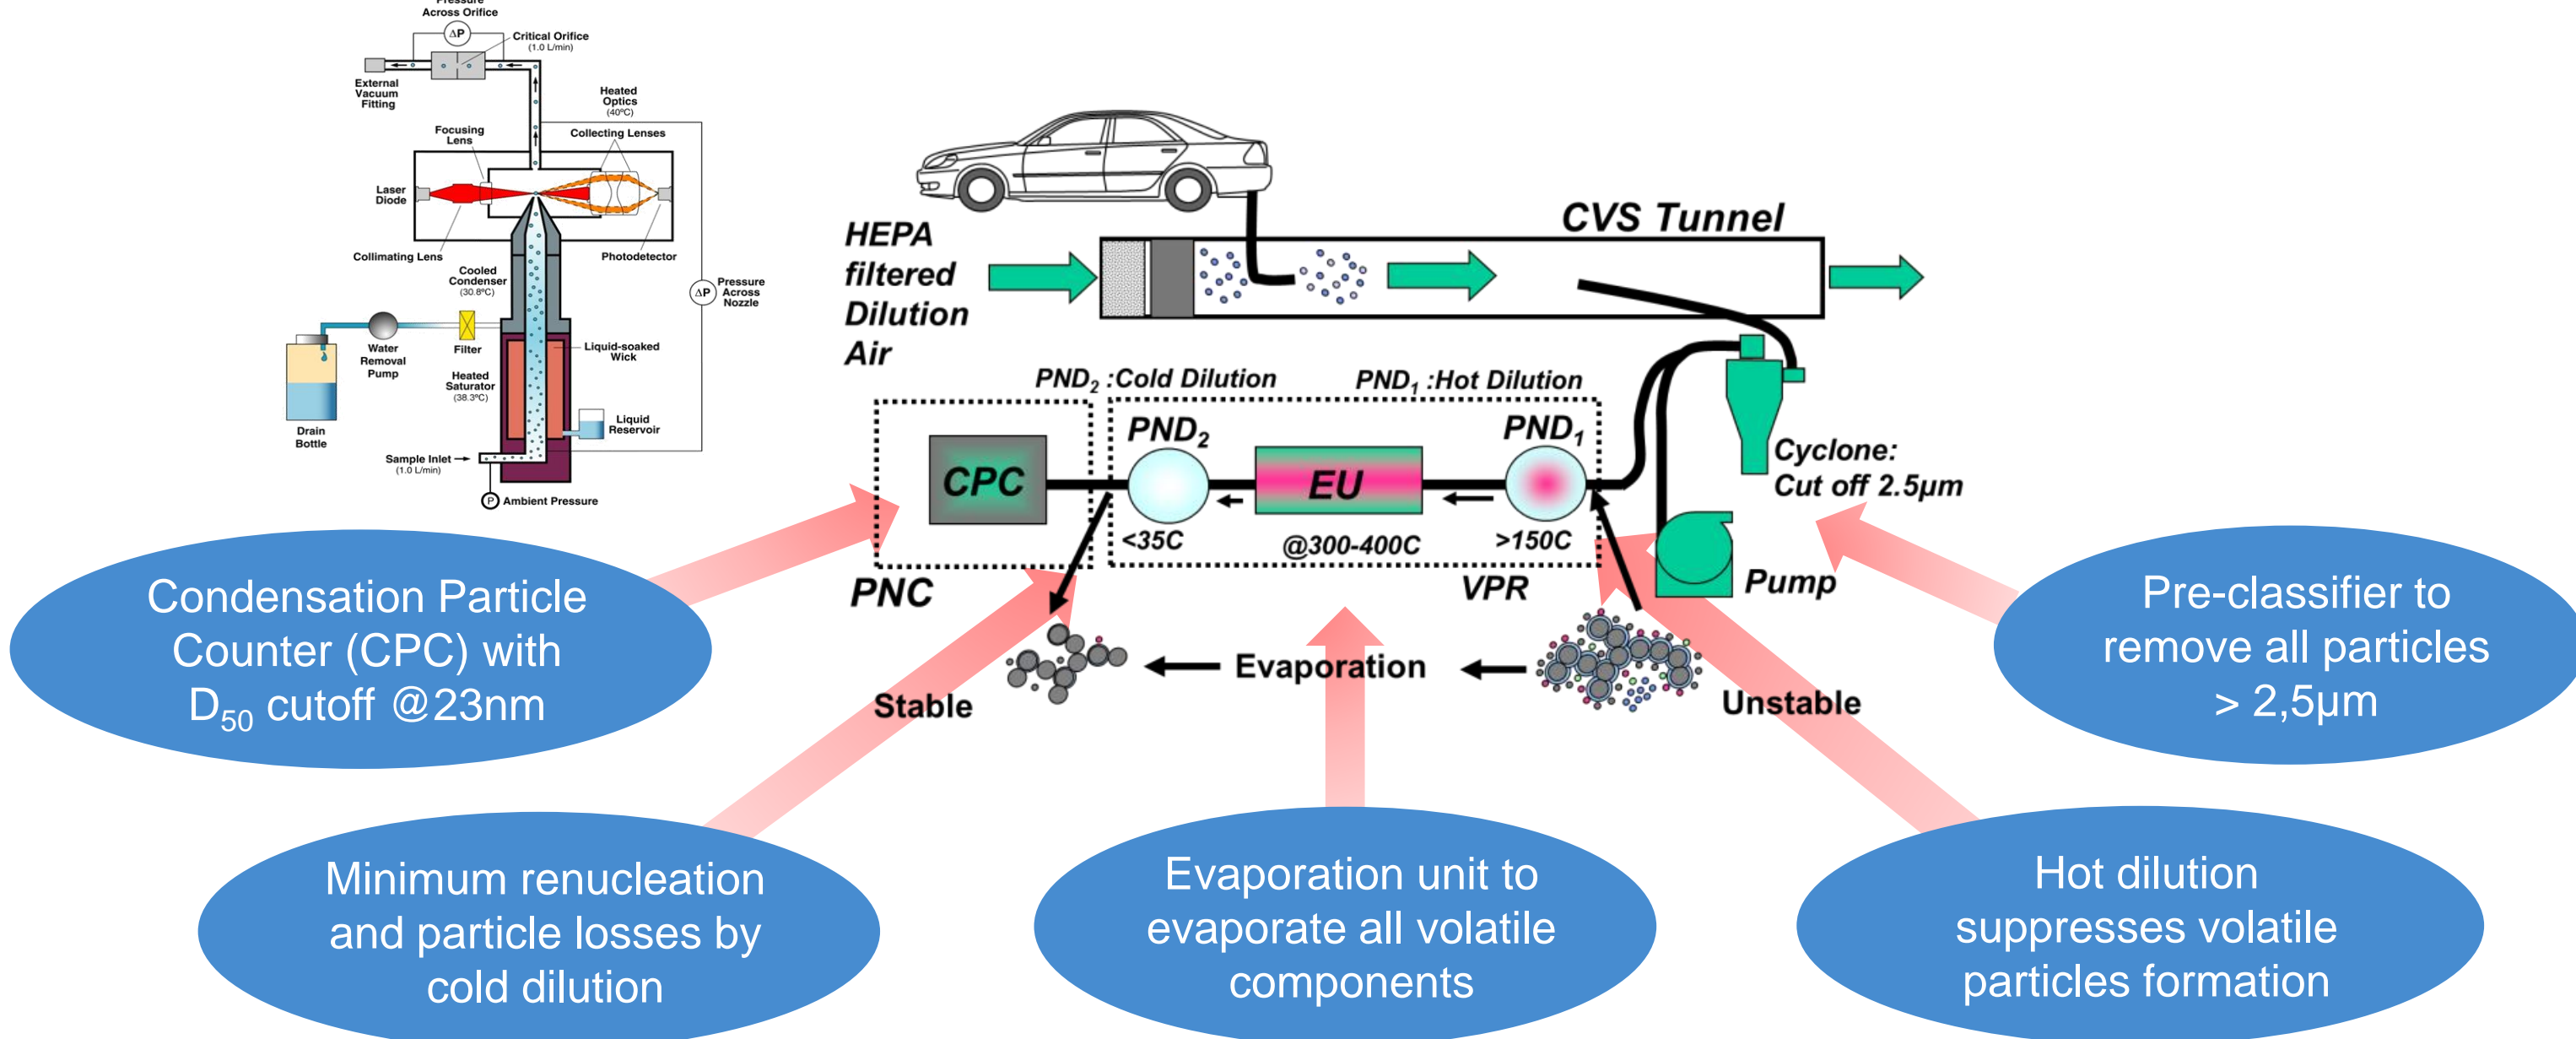 Pressure
Across Orifice
ΔP
Critical Orifice
(1.0 L/min)
External
Vacuum
Fitting
Heated
Optics
(40ºC)
Focusing
Lens
Collecting Lenses
Laser
Diode
Collimating Lens
Photodetector
Cooled
Condenser
(30.8ºC)
ΔP
Pressure
Across
Nozzle
Water
Removal
Pump
Filter
Liquid-soaked
Wick
Heated
Saturator
(38.3ºC)
Drain
Bottle
Liquid
Reservoir
Sample Inlet
(1.0 L/min)
P
Ambient Pressure
CVS Tunnel
HEPA
filtered
Dilution
Air
PND₂ :Cold Dilution
PND₁ :Hot Dilution
PND₂
PND₁
CPC
EU
<35C
@300-400C
>150C
PNC
VPR
Cyclone:
Cut off 2.5µm
Pump
Stable
Evaporation
Unstable
Condensation Particle
Counter (CPC) with
D₅₀ cutoff @23nm
Pre-classifier to
remove all particles
> 2,5µm
Minimum renucleation
and particle losses by
cold dilution
Evaporation unit to
evaporate all volatile
components
Hot dilution
suppresses volatile
particles formation